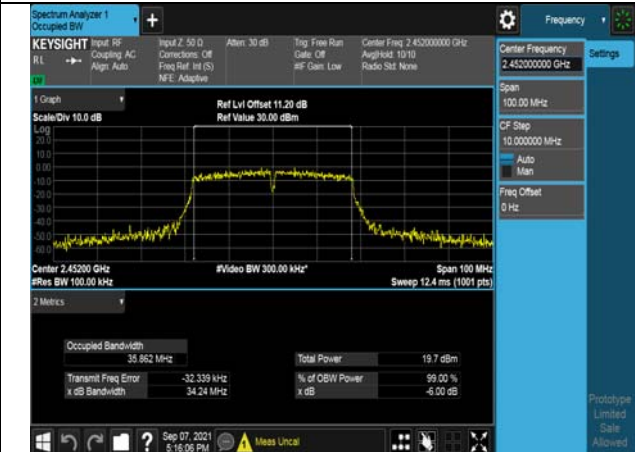 Spectrum Analyzer 1
Occupied BW
+
Frequency
KEYSIGHT Input: RF Input Z: 50 Ω Atten: 30 dB Trig: Free Run Center Freq: 2.452000000 GHz
RL Coupling: AC Corrections: Off Gate: Off Avg|Hold: 10/10
Align: Auto Freq Ref: Int (S) #IF Gain: Low Radio Std: None
NFE: Adaptive
Center Frequency
2.452000000 GHz
Settings
Span
100.00 MHz
CF Step
10.000000 MHz
Auto
Man
Freq Offset
0 Hz
1 Graph
Scale/Div 10.0 dB
Ref Lvl Offset 11.20 dB
Ref Value 30.00 dBm
Log
20.0
10.0
0.00
-10.0
-20.0
-30.0
-40.0
-50.0
-60.0
Center 2.45200 GHz #Video BW 300.00 kHz* Span 100 MHz
#Res BW 100.00 kHz Sweep 12.4 ms (1001 pts)
2 Metrics
Occupied Bandwidth
35.862 MHz
Total Power 19.7 dBm
Transmit Freq Error -32.339 kHz % of OBW Power 99.00 %
x dB Bandwidth 34.24 MHz x dB -6.00 dB
Prototype
Limited
Sale
Allowed
?
Sep 07, 2021
5:16:06 PM
Meas Uncal